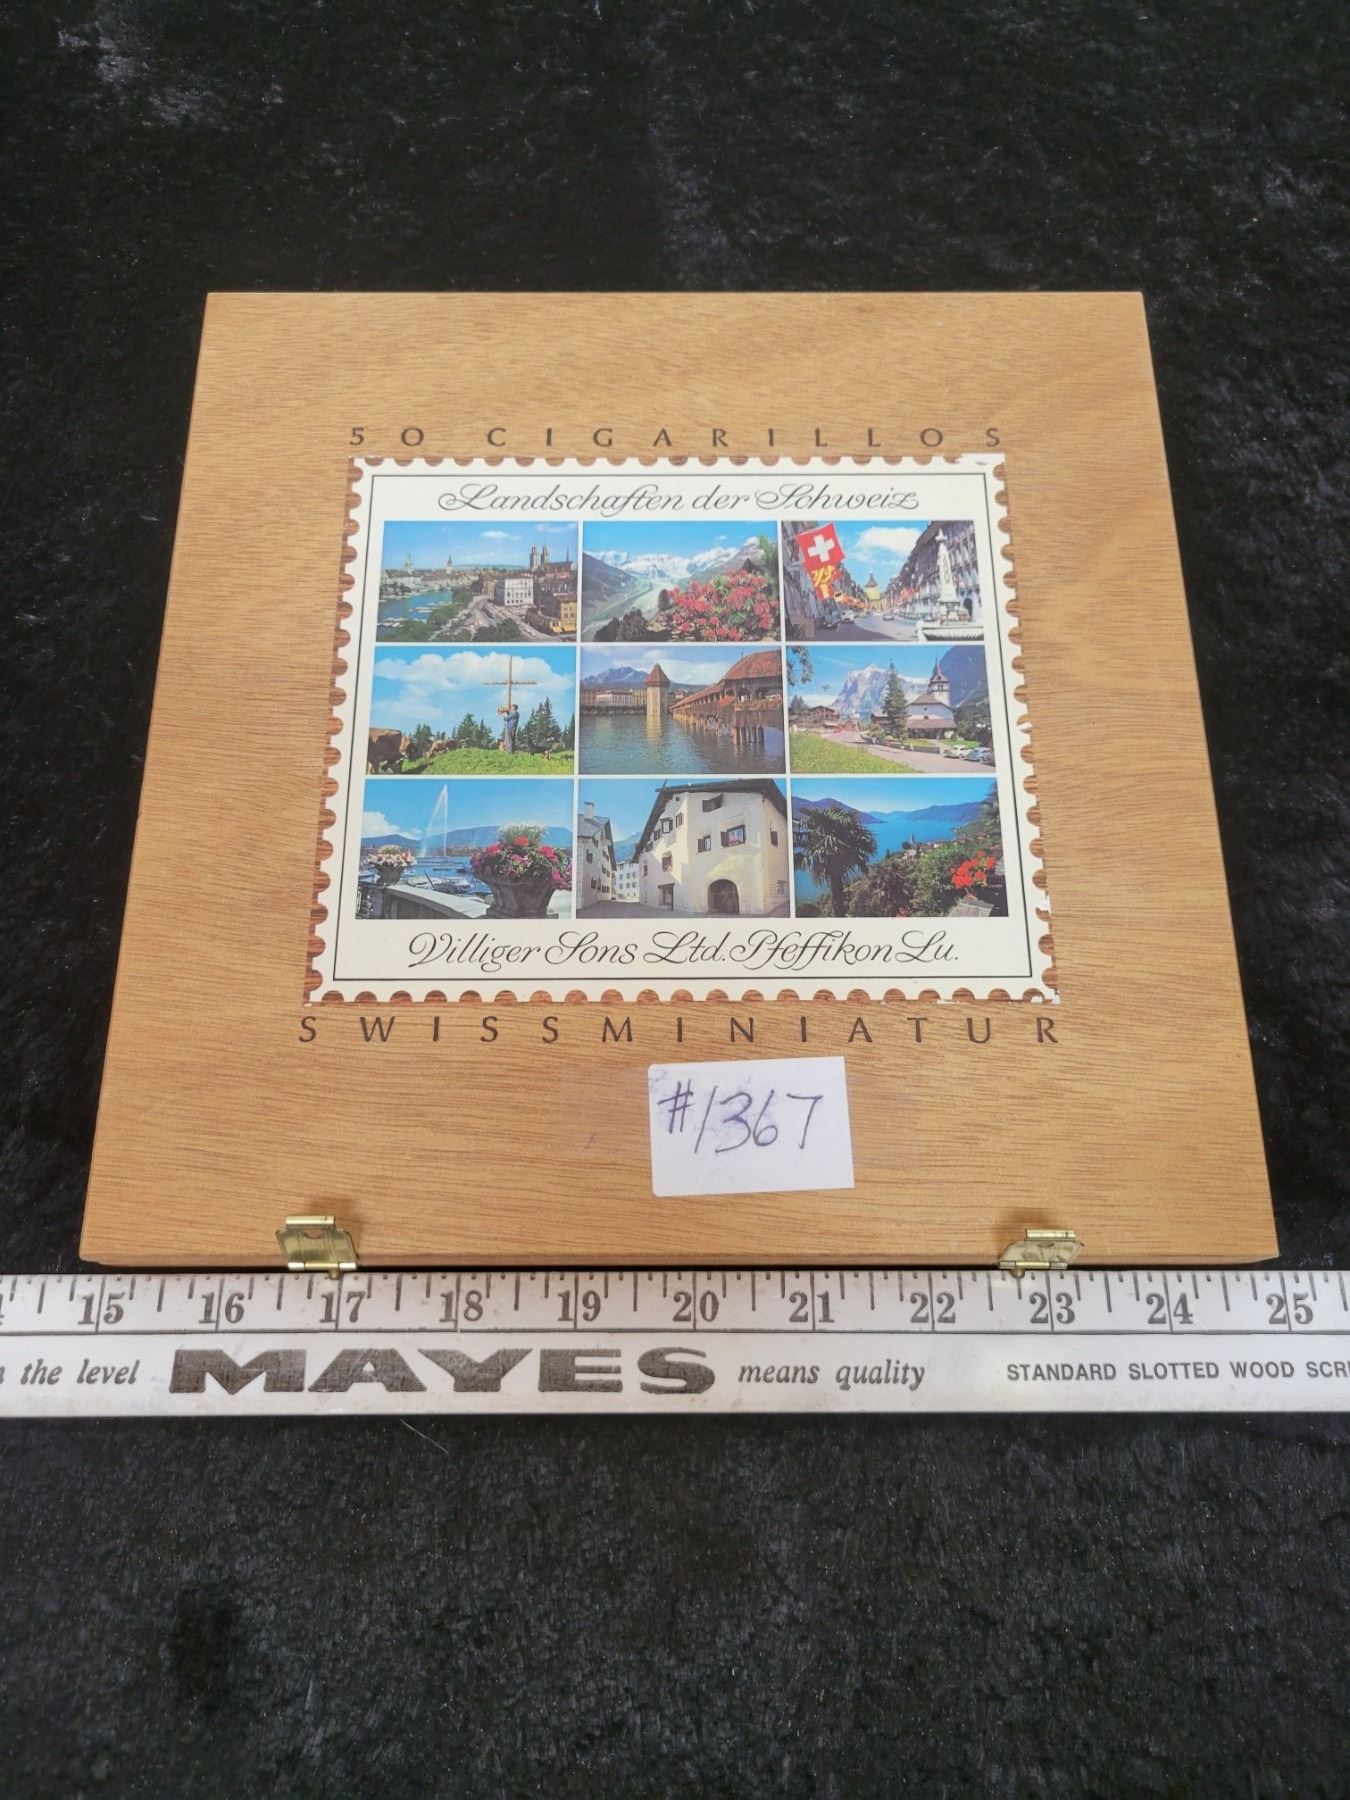 50 CIGARILLOS
Landschaften der Schweiz
Villiger Sons Ltd. Pfeffikon Lu.
SWISSMINIATUR
#1367
15 16 17 18 19 20 21 22 23 24 25
the level MAYES means quality STANDARD SLOTTED WOOD